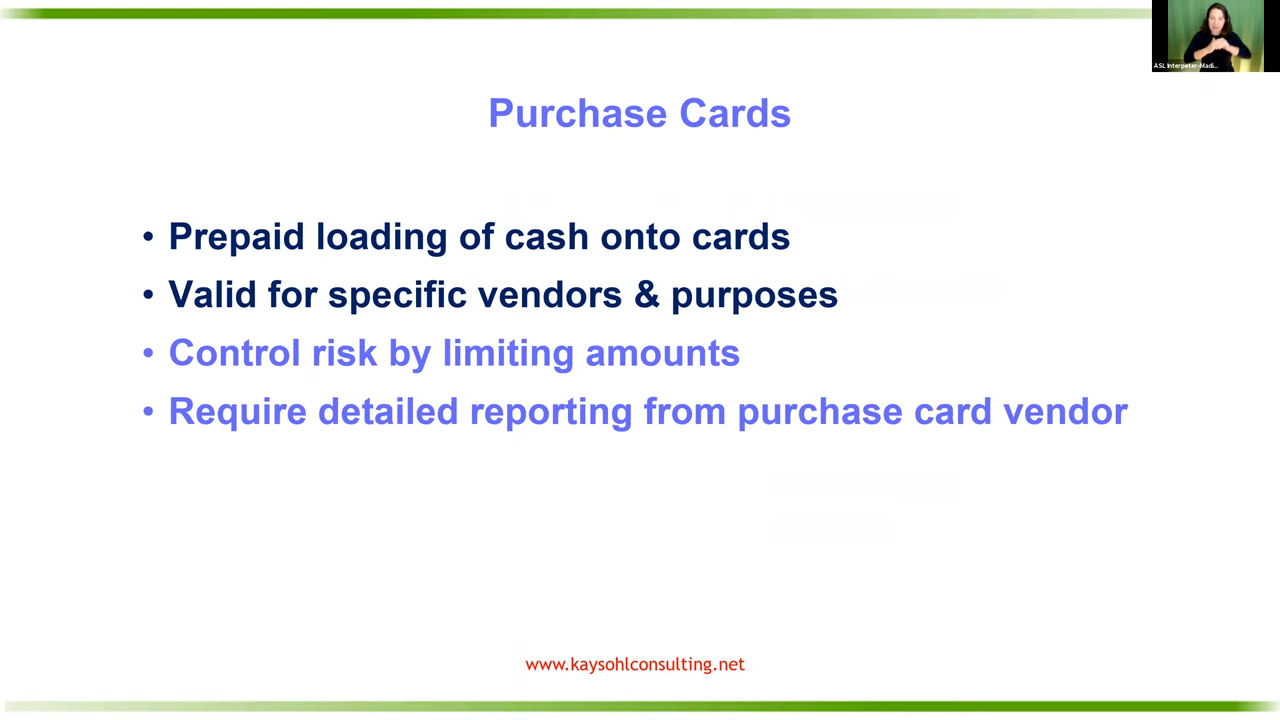 ASL Interpeter-Madi...
Purchase Cards
• Prepaid loading of cash onto cards
• Valid for specific vendors & purposes
• Control risk by limiting amounts
• Require detailed reporting from purchase card vendor
www.kaysohlconsulting.net